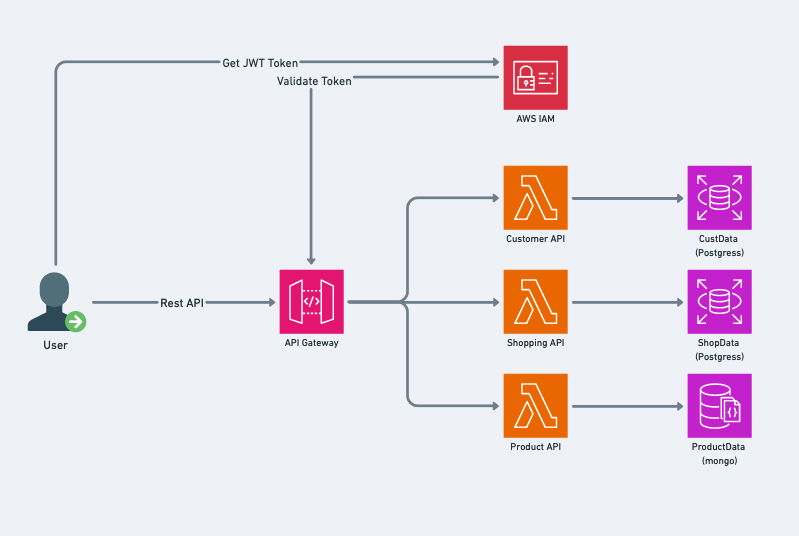 Get JWT Token
Validate Token
AWS IAM
Customer API
CustData
(Postgress)
Rest API
User
API Gateway
Shopping API
ShopData
(Postgress)
Product API
ProductData
(mongo)